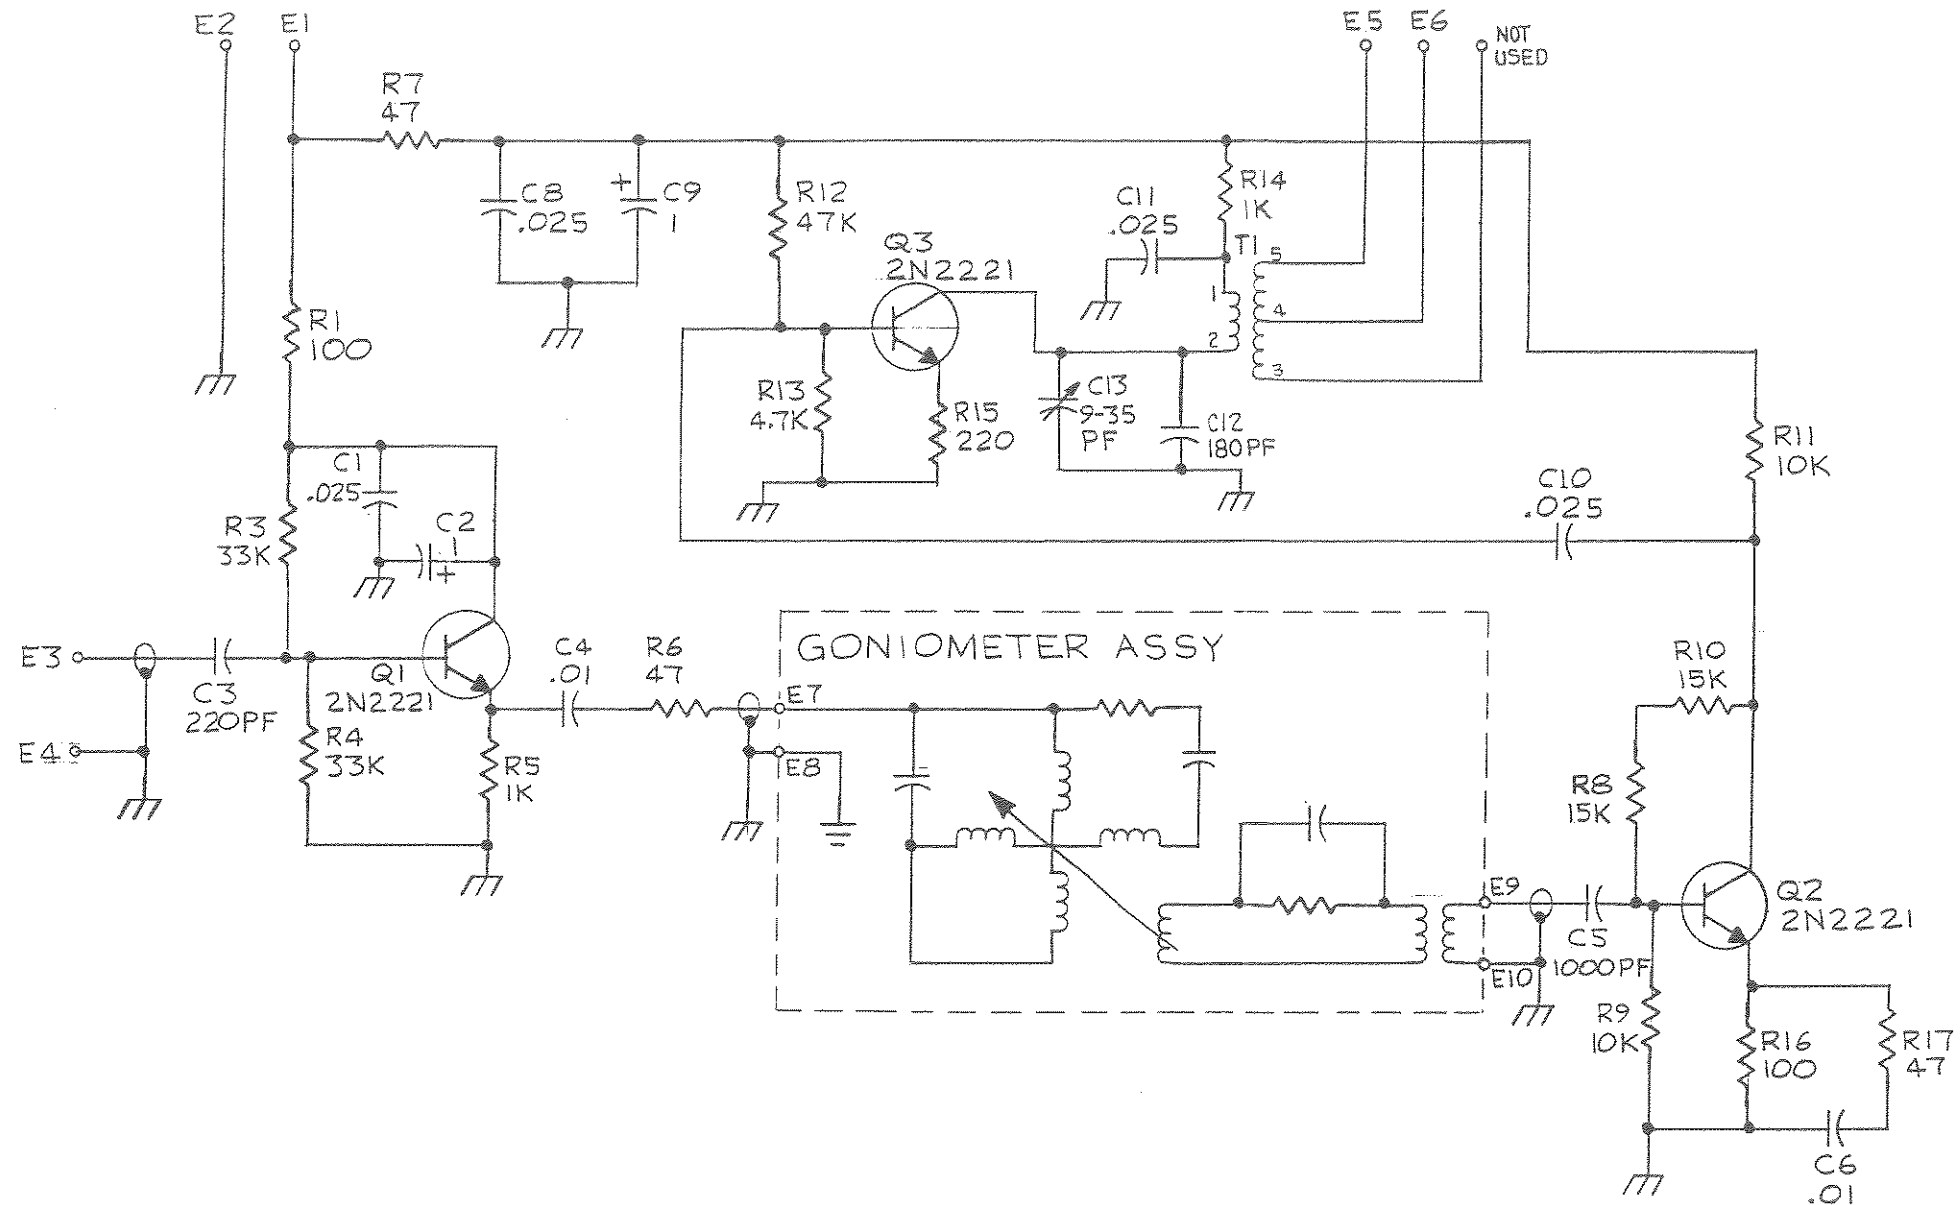 E2
E1
E5
E6
NOT
USED
R7
47
C8
.025
+
C9
1
R12
47K
Q3
2N2221
C11
.025
R14
1K
T1
5
1
4
2
3
R1
100
R13
4.7K
R15
220
C13
9-35
PF
C12
180PF
R11
10K
C10
.025
C1
.025
C2
1
+
R3
33K
E3
C3
220PF
Q1
2N2221
C4
.01
R6
47
GONIOMETER ASSY
E7
E8
E4
R4
33K
R5
1K
R10
15K
R8
15K
E9
E10
C5
1000PF
Q2
2N2221
R9
10K
R16
100
R17
47
C6
.01